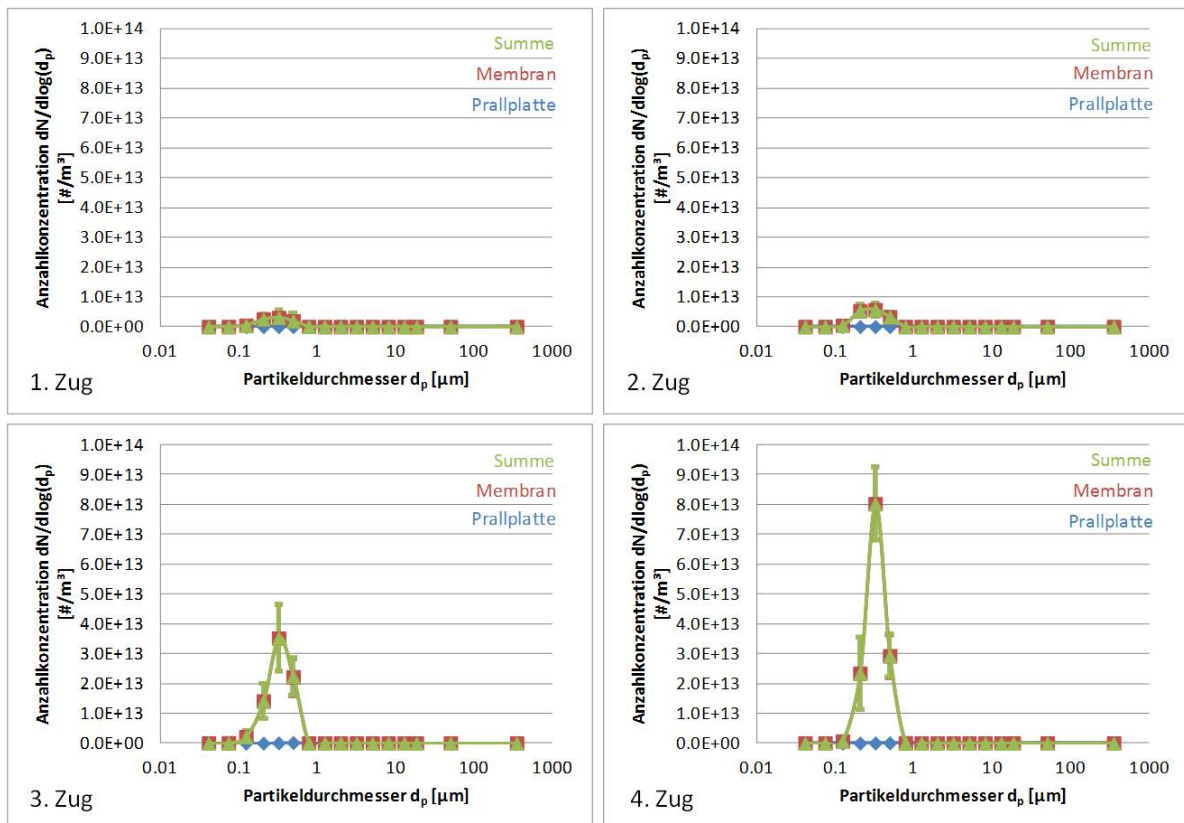 1.0E+14
9.0E+13
8.0E+13
7.0E+13
6.0E+13
5.0E+13
4.0E+13
3.0E+13
2.0E+13
1.0E+13
0.0E+00
Anzahlkonzentration dN/dlog(dₚ)
[#/m³]
Summe
Membran
Prallplatte
0.01 0.1 1 10 100 1000
Partikeldurchmesser dₚ [µm]
1. Zug
1.0E+14
9.0E+13
8.0E+13
7.0E+13
6.0E+13
5.0E+13
4.0E+13
3.0E+13
2.0E+13
1.0E+13
0.0E+00
Anzahlkonzentration dN/dlog(dₚ)
[#/m³]
Summe
Membran
Prallplatte
0.01 0.1 1 10 100 1000
Partikeldurchmesser dₚ [µm]
2. Zug
1.0E+14
9.0E+13
8.0E+13
7.0E+13
6.0E+13
5.0E+13
4.0E+13
3.0E+13
2.0E+13
1.0E+13
0.0E+00
Anzahlkonzentration dN/dlog(dₚ)
[#/m³]
Summe
Membran
Prallplatte
0.01 0.1 1 10 100 1000
Partikeldurchmesser dₚ [µm]
3. Zug
1.0E+14
9.0E+13
8.0E+13
7.0E+13
6.0E+13
5.0E+13
4.0E+13
3.0E+13
2.0E+13
1.0E+13
0.0E+00
Anzahlkonzentration dN/dlog(dₚ)
[#/m³]
Summe
Membran
Prallplatte
0.01 0.1 1 10 100 1000
Partikeldurchmesser dₚ [µm]
4. Zug